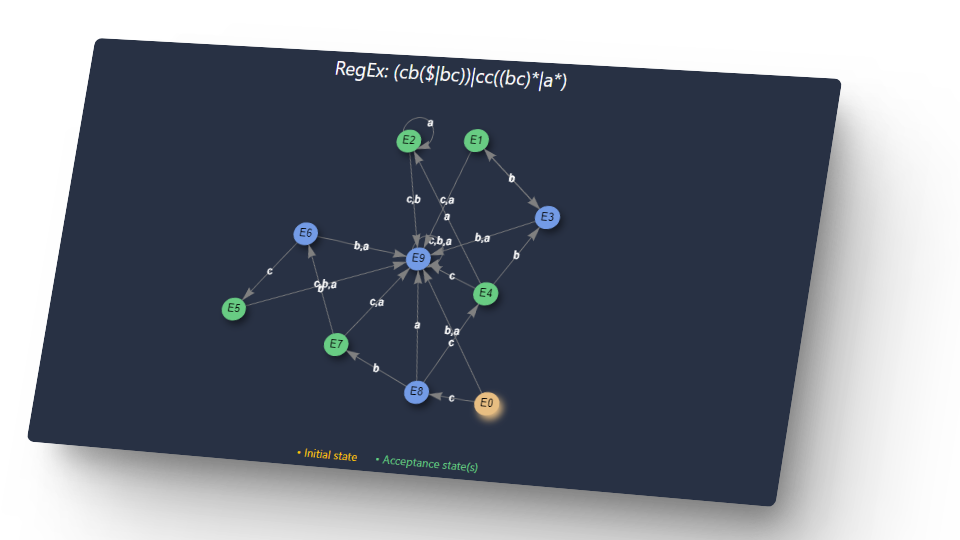 RegEx: (cb($|bc))|cc((bc)*|a*)
a
E2
E1
b
c,b
c,a
a
E3
E6
b,a
c,b,a
b,a
E9
b
c
c
E4
E5
c,b,a
b
c,a
a
b,a
c
E7
b
E8
c
E0
• Initial state
• Acceptance state(s)